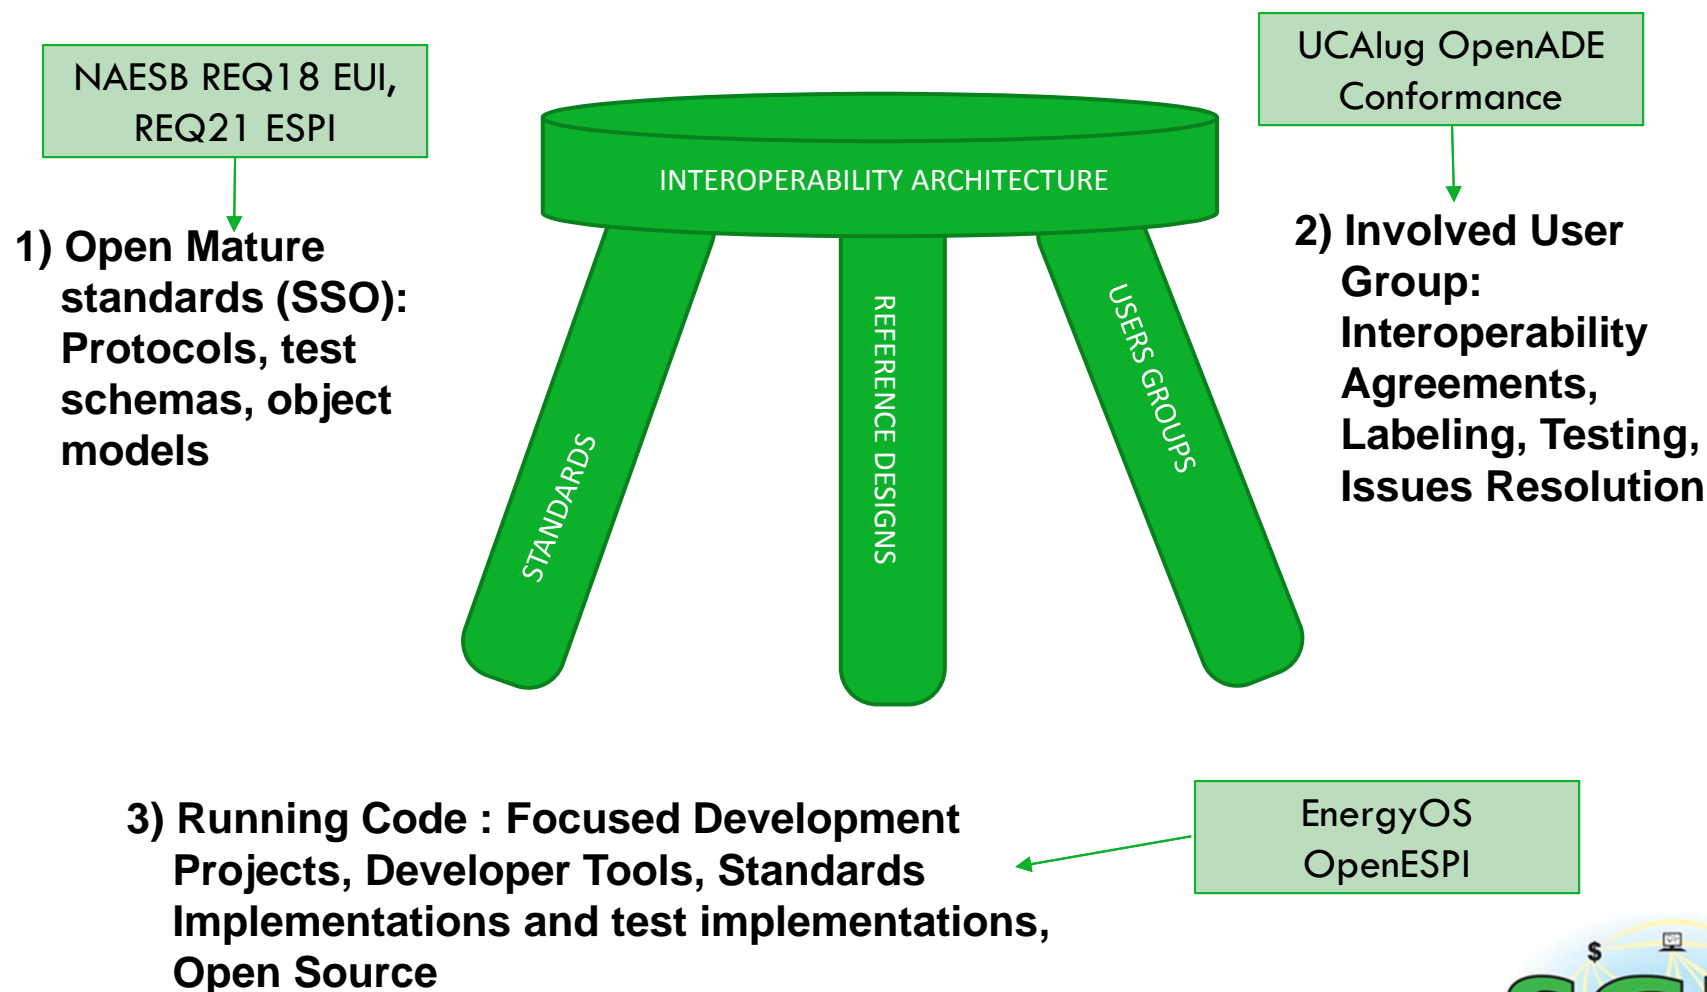 NAESB REQ18 EUI,
REQ21 ESPI
UCAIug OpenADE
Conformance
INTEROPERABILITY ARCHITECTURE
1) Open Mature
standards (SSO):
Protocols, test
schemas, object
models
STANDARDS
REFERENCE DESIGNS
USERS GROUPS
2) Involved User
Group:
Interoperability
Agreements,
Labeling, Testing,
Issues Resolution
3) Running Code : Focused Development
Projects, Developer Tools, Standards
Implementations and test implementations,
Open Source
EnergyOS
OpenESPI
$